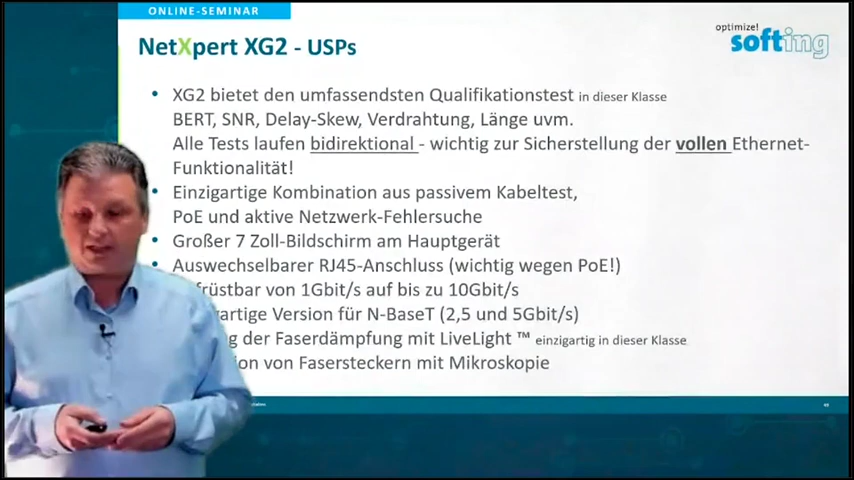 ONLINE-SEMINAR
optimize!
softing
NetXpert XG2 - USPs
• XG2 bietet den umfassendsten Qualifikationstest in dieser Klasse
BERT, SNR, Delay-Skew, Verdrahtung, Länge uvm.
Alle Tests laufen bidirektional - wichtig zur Sicherstellung der vollen Ethernet-
Funktionalität!
• Einzigartige Kombination aus passivem Kabeltest,
PoE und aktive Netzwerk-Fehlersuche
• Großer 7 Zoll-Bildschirm am Hauptgerät
• Auswechselbarer RJ45-Anschluss (wichtig wegen PoE!)
von 1Gbit/s auf bis zu 10Gbit/s
Version für N-BaseT (2,5 und 5Gbit/s)
der Faserdämpfung mit LiveLight ™ einzigartig in dieser Klasse
von Fasersteckern mit Mikroskopie